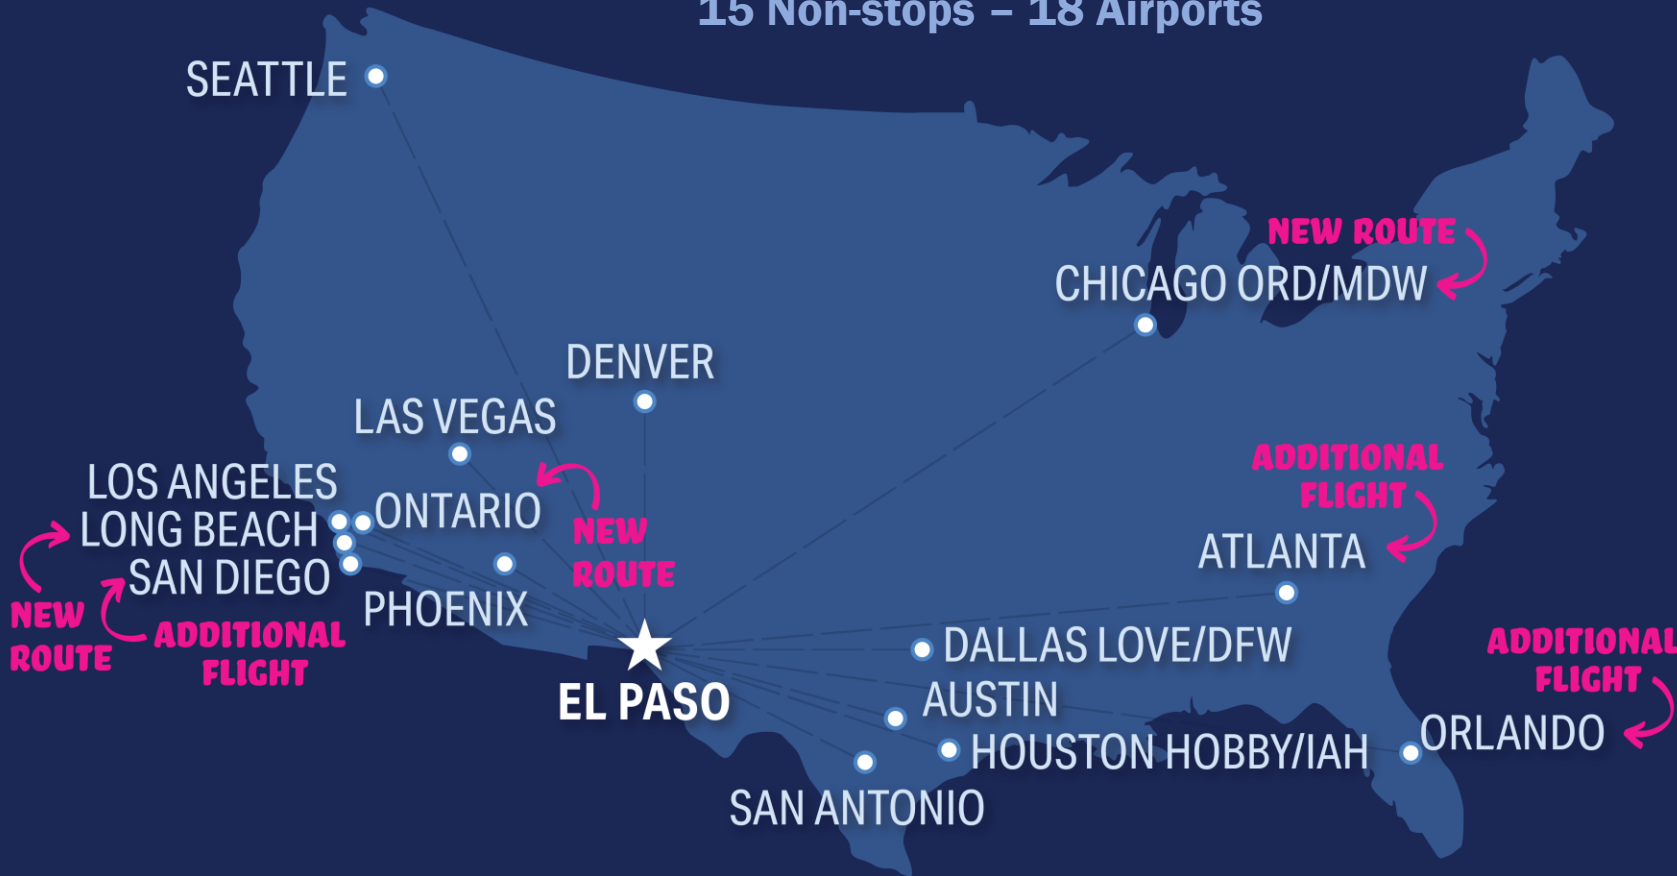 15 Non-stops – 18 Airports
SEATTLE
NEW ROUTE
CHICAGO ORD/MDW
DENVER
LAS VEGAS
LOS ANGELES
ONTARIO
NEW
ROUTE
LONG BEACH
NEW
ROUTE
SAN DIEGO
ADDITIONAL
FLIGHT
PHOENIX
ADDITIONAL
FLIGHT
ATLANTA
EL PASO
DALLAS LOVE/DFW
AUSTIN
HOUSTON HOBBY/IAH
SAN ANTONIO
ADDITIONAL
FLIGHT
ORLANDO